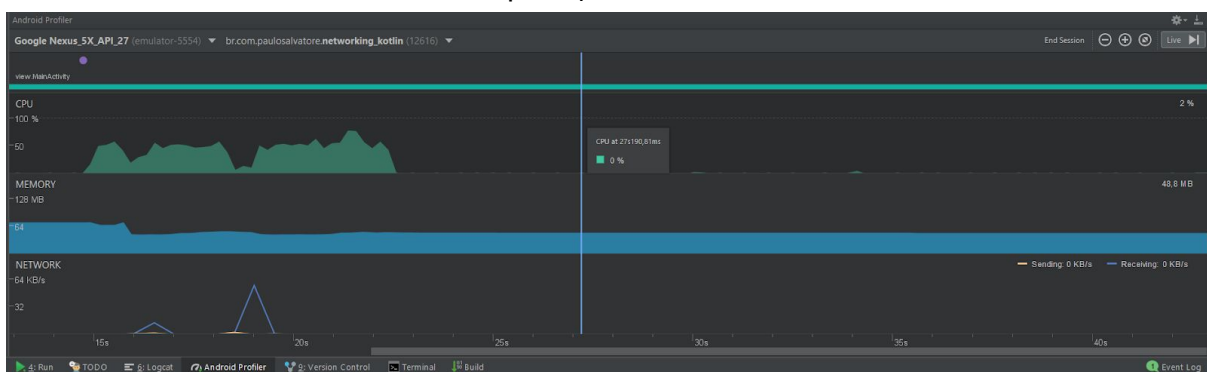 Android Profiler
Google Nexus_5X_API_27 (emulator-5554) br.com.paulosalvatore.networking_kotlin (12616) End Session Live
view MainActivity
CPU 2 %
100 %
50
CPU at 27s190,81ms
0 %
MEMORY 48,8 MB
128 MB
64
NETWORK Sending: 0 KB/s Receiving: 0 KB/s
64 KB/s
32
15s 20s 25s 30s 35s 40s
4: Run TODO 6: Logcat Android Profiler 9: Version Control Terminal Build 1 Event Log